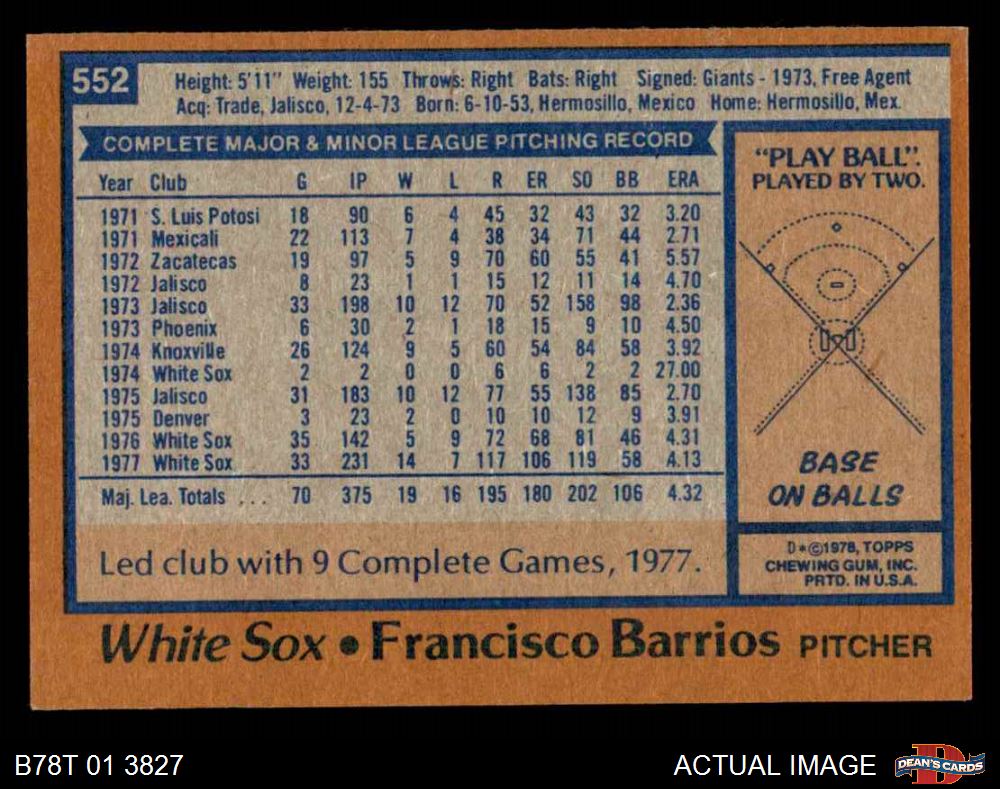 552
Height: 5'11" Weight: 155 Throws: Right Bats: Right Signed: Giants - 1973, Free Agent
Acq: Trade, Jalisco, 12-4-73 Born: 6-10-53, Hermosillo, Mexico Home: Hermosillo, Mex.
COMPLETE MAJOR & MINOR LEAGUE PITCHING RECORD
Year Club G IP W L R ER SO BB ERA
1971 S. Luis Potosi 18 90 6 4 45 32 43 32 3.20
1971 Mexicali 22 113 7 4 38 34 71 44 2.71
1972 Zacatecas 19 97 5 9 70 60 55 41 5.57
1972 Jalisco 8 23 1 1 15 12 11 14 4.70
1973 Jalisco 33 198 10 12 70 52 158 98 2.36
1973 Phoenix 6 30 2 1 18 15 9 10 4.50
1974 Knoxville 26 124 9 5 60 54 84 58 3.92
1974 White Sox 2 2 0 0 6 6 2 2 27.00
1975 Jalisco 31 183 10 12 77 55 138 85 2.70
1975 Denver 3 23 2 0 10 10 12 9 3.91
1976 White Sox 35 142 5 9 72 68 81 46 4.31
1977 White Sox 33 231 14 7 117 106 119 58 4.13
Maj. Lea. Totals ... 70 375 19 16 195 180 202 106 4.32
Led club with 9 Complete Games, 1977.
"PLAY BALL".
PLAYED BY TWO.
BASE
ON BALLS
D*©1978, TOPPS
CHEWING GUM, INC.
PRTD. IN U.S.A.
White Sox • Francisco Barrios PITCHER
B78T 01 3827
ACTUAL IMAGE
DEAN'S CARDS